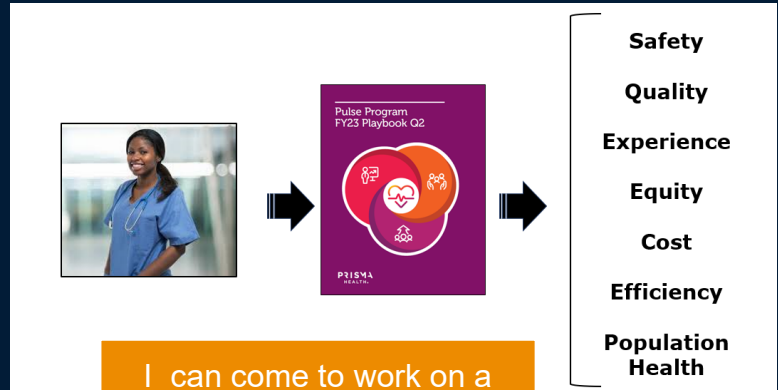 Pulse Program
FY23 Playbook Q2
PRISMA
HEALTH.
Safety
Quality
Experience
Equity
Cost
Efficiency
Population
Health
I can come to work on a